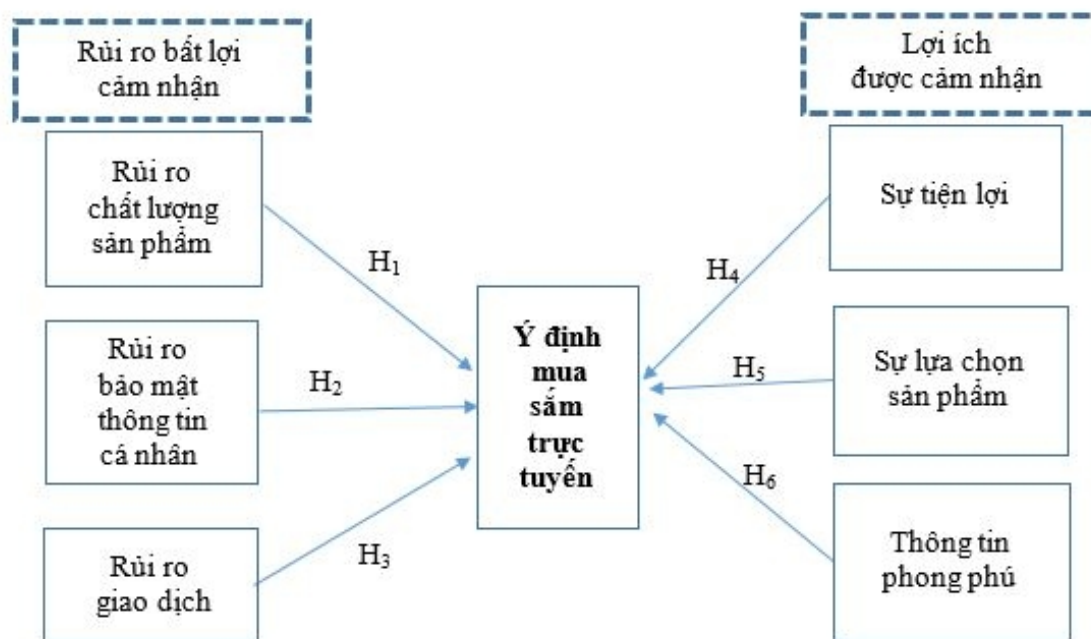 Rủi ro bất lợi
cảm nhận
Rủi ro
chất lượng
sản phẩm
H₁
Rủi ro
bảo mật
thông tin
cá nhân
H₂
Rủi ro
giao dịch
H₃
Ý định
mua
sắm
trực
tuyến
Lợi ích
được cảm nhận
Sự tiện lợi
H₄
Sự lựa chọn
sản phẩm
H₅
Thông tin
phong phú
H₆